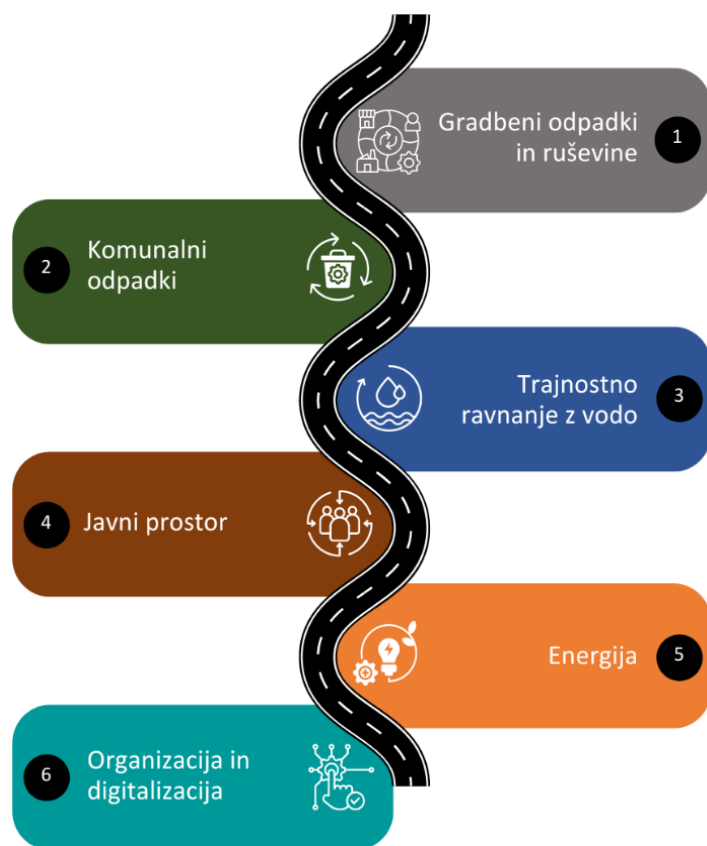 Gradbeni odpadki
in ruševine
1
2
Komunalni
odpadki
Trajnostno
ravnanje z vodo
3
4
Javni prostor
Energija
5
6
Organizacija in
digitalizacija